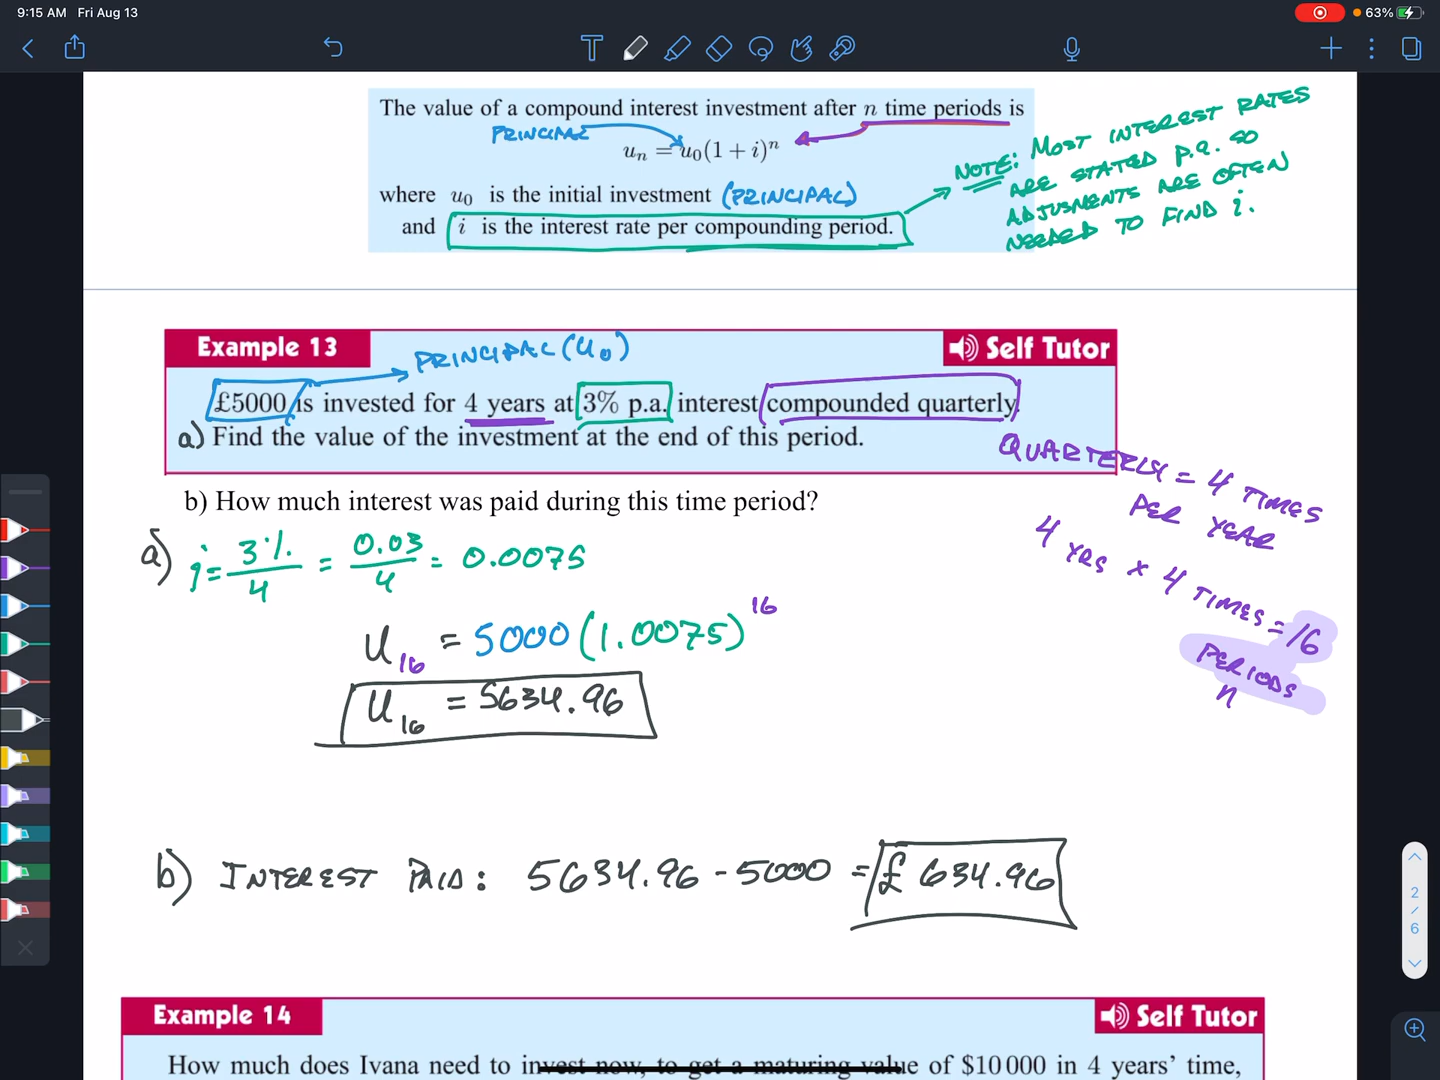 9:15 AM Fri Aug 13
63%
The value of a compound interest investment after n time periods is
PRINCIPAL
uₙ = u₀(1 + i)ⁿ
where u₀ is the initial investment (PRINCIPAL)
and i is the interest rate per compounding period.
NOTE: MOST INTEREST RATES
ARE STATED p.a. SO
ADJUSMENTS ARE OFTEN
NEEDED TO FIND i.
Example 13
PRINCIPAL (u₀)
Self Tutor
£5000 is invested for 4 years at 3% p.a. interest compounded quarterly.
a) Find the value of the investment at the end of this period.
QUARTERLY = 4 TIMES
PER YEAR
4 YRS × 4 TIMES = 16
PERIODS
n
b) How much interest was paid during this time period?
a) i = 3%/4 = 0.03/4 = 0.0075
U₁₆ = 5000 (1.0075)¹⁶
U₁₆ = 5634.96
b) INTEREST PAID: 5634.96 - 5000 = £ 634.96
2 / 6
Example 14
Self Tutor
How much does Ivana need to invest now, to get a maturing value of $10 000 in 4 years' time,